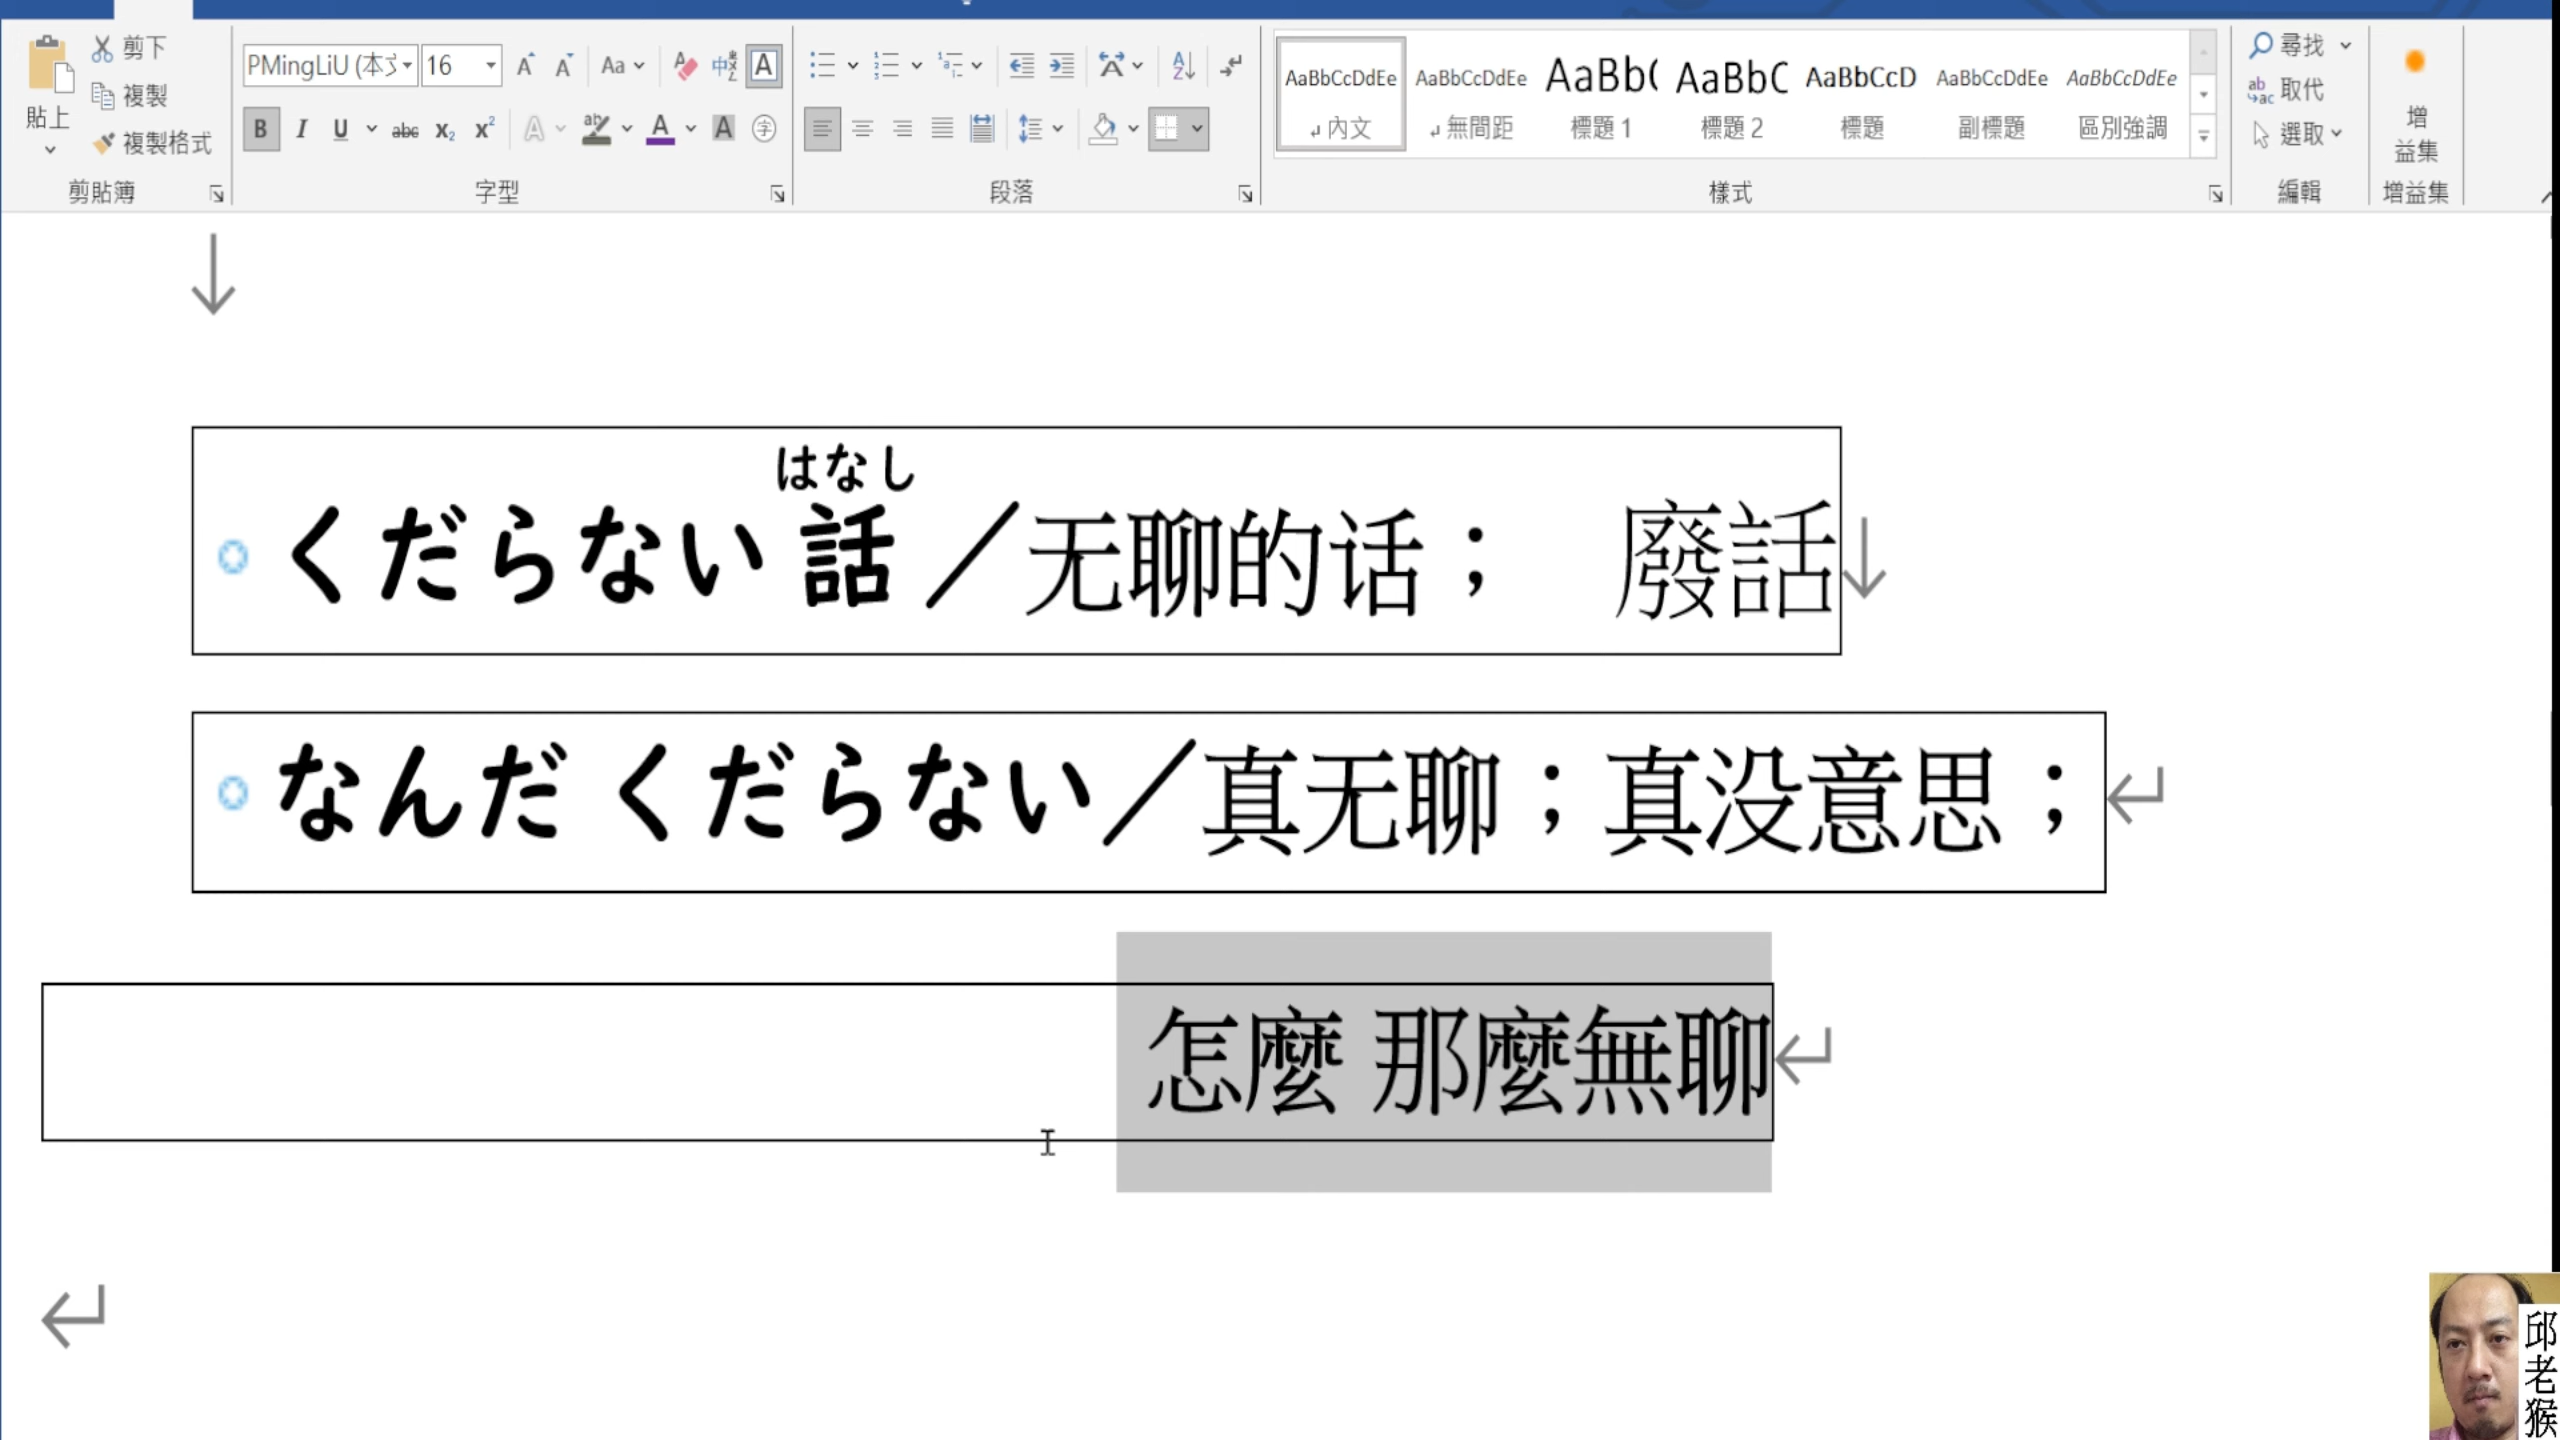 剪下
複製
複製格式
貼上
剪貼簿
PMingLiU (本文
16
字型
段落
AaBbCcDdEe AaBbCcDdEe AaBb( AaBbC AaBbCcD AaBbCcDdEe AaBbCcDdEe
內文 無間距 標題 1 標題 2 標題 副標題 區別強調
樣式
尋找
取代
選取
編輯
增
益集
增益集
はなし
くだらない 話 ／无聊的话； 廢話
なんだ くだらない／真无聊；真没意思；
怎麼 那麼無聊
邱老猴